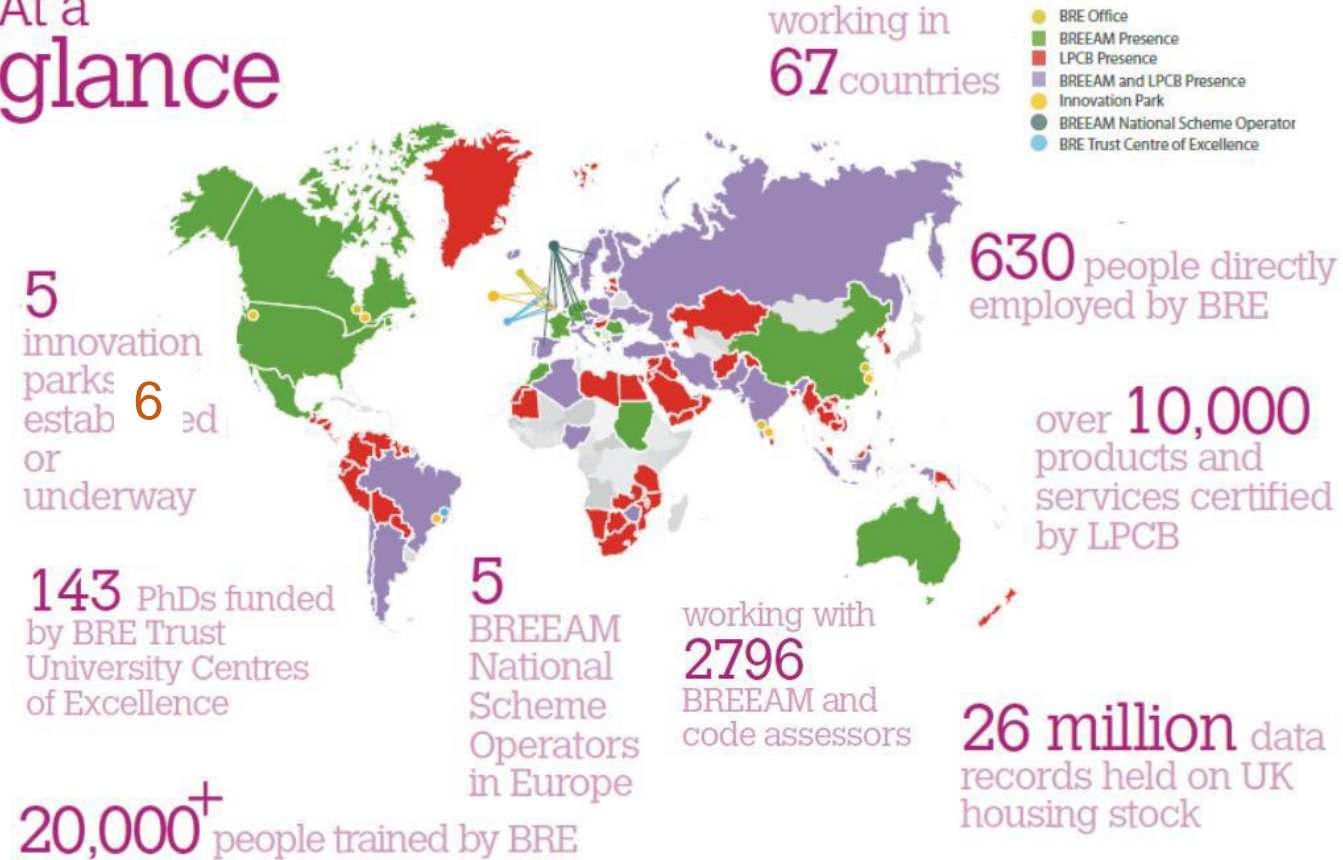 At a
glance
working in
67 countries
BRE Office
BREEAM Presence
LPCB Presence
BREEAM and LPCB Presence
Innovation Park
BREEAM National Scheme Operator
BRE Trust Centre of Excellence
5
innovation
parks
estab 6 ed
or
underway
630 people directly
employed by BRE
over 10,000
products and
services certified
by LPCB
143 PhDs funded
by BRE Trust
University Centres
of Excellence
5
BREEAM
National
Scheme
Operators
in Europe
working with
2796
BREEAM and
code assessors
26 million data
records held on UK
housing stock
20,000+ people trained by BRE